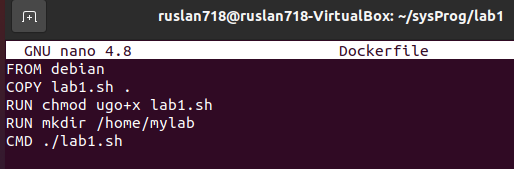 ruslan718@ruslan718-VirtualBox: ~/sysProg/lab1
GNU nano 4.8 Dockerfile
FROM debian
COPY lab1.sh .
RUN chmod ugo+x lab1.sh
RUN mkdir /home/mylab
CMD ./lab1.sh